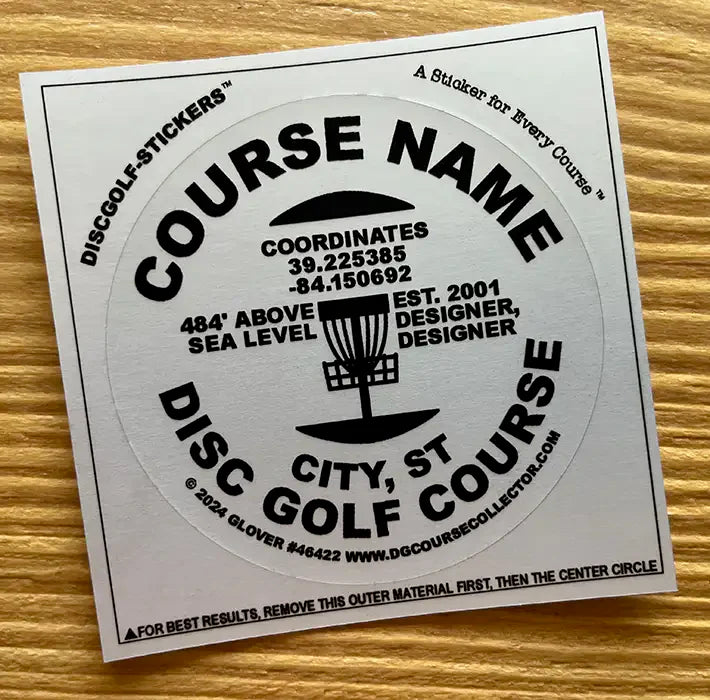 DISCGOLF-STICKERS™
A Sticker for Every Course ™
COURSE NAME
COORDINATES
39.225385
-84.150692
484' ABOVE
SEA LEVEL
EST. 2001
DESIGNER,
DESIGNER
CITY, ST
DISC GOLF COURSE
© 2024 GLOVER #46422 WWW.DGCOURSECOLLECTOR.COM
▲FOR BEST RESULTS, REMOVE THIS OUTER MATERIAL FIRST, THEN THE CENTER CIRCLE